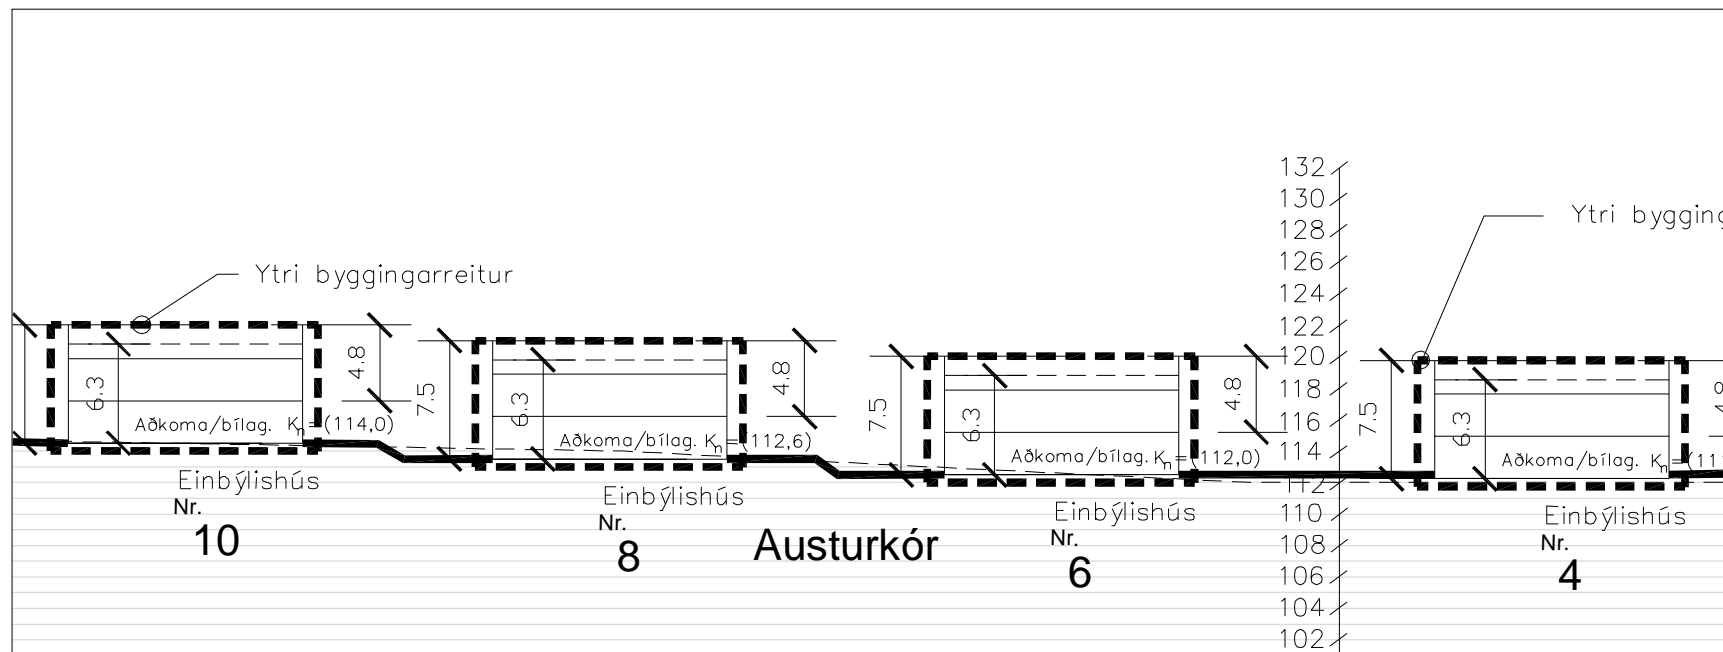 132
130
128
126
124
122
120
118
116
114
112
110
108
106
104
102
Ytri byggingarreitur
6.3
4.8
Aðkoma/bílag. Kn=(114,0)
Einbýlishús
Nr.
10
7.5
6.3
4.8
Aðkoma/bílag. Kn=(112,6)
Einbýlishús
Nr.
8
Austurkór
7.5
6.3
4.8
Aðkoma/bílag. Kn=(112,0)
Einbýlishús
Nr.
6
Ytri
7.5
6.3
Aðkoma/bílag.
Einbýlishús
Nr.
4